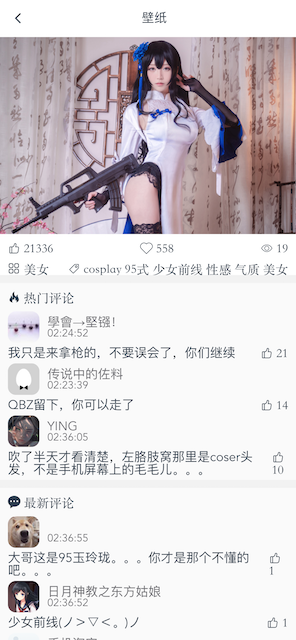 壁纸
21336
558
19
美女
cosplay 95式 少女前线 性感 气质 美女
热门评论
學會→堅镪！
02:24:52
我只是来拿枪的，不要误会了，你们继续
21
传说中的佐料
02:23:39
QBZ留下，你可以走了
14
YING
02:36:05
吹了半天才看清楚，左胳肢窝那里是coser头
发，不是手机屏幕上的毛毛儿。。。
10
最新评论
02:36:55
大哥这是95玉玲珑。。。你才是那个不懂的
吧。。。
1
日月神教之东方姑娘
02:36:52
少女前线(ノ＞▽＜。)ノ
1